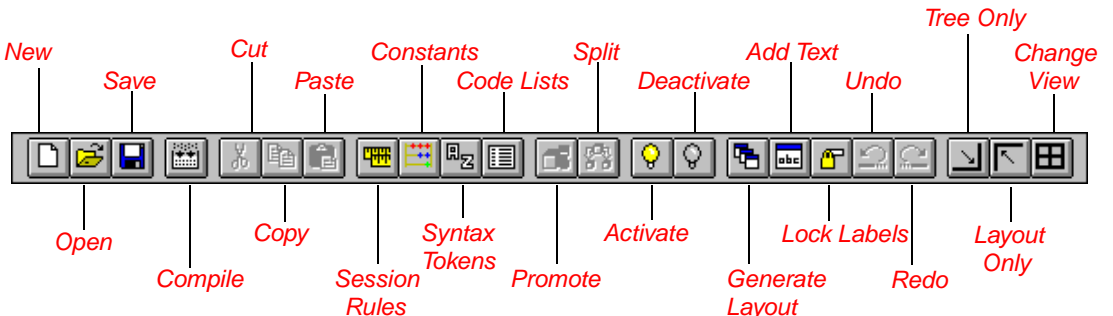 Tree Only
New
Cut
Constants
Split
Add Text
Change
View
Save
Paste
Code Lists
Deactivate
Undo
abc
Open
Copy
Syntax
Tokens
Activate
Lock Labels
Layout
Only
Compile
Session
Rules
Promote
Generate
Layout
Redo